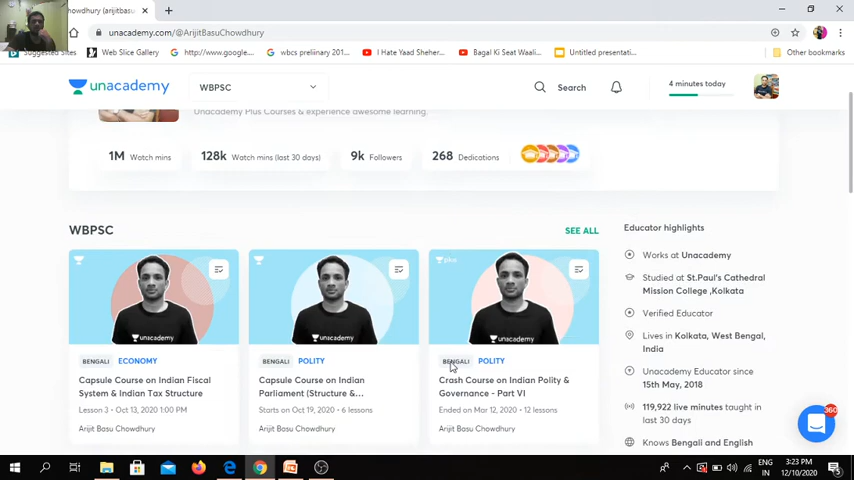 howdhury (arijitbasu
unacademy.com/@ArijitBasuChowdhury
Suggested Sites
Web Slice Gallery
http://www.google....
wbcs preliinary 201...
I Hate Yaad Sheher...
Bagal Ki Seat Waali...
Untitled presentati...
Other bookmarks
unacademy
WBPSC
Search
4 minutes today
Unacademy Plus Courses & experience awesome learning.
1M Watch mins
128k Watch mins (last 30 days)
9k Followers
268 Dedications
WBPSC
SEE ALL
unacademy
BENGALI ECONOMY
Capsule Course on Indian Fiscal
System & Indian Tax Structure
Lesson 3 • Oct 13, 2020 1:00 PM
Arijit Basu Chowdhury
unacademy
BENGALI POLITY
Capsule Course on Indian
Parliament (Structure &...
Starts on Oct 19, 2020 • 6 lessons
Arijit Basu Chowdhury
plus
unacademy
BENGALI POLITY
Crash Course on Indian Polity &
Governance - Part VI
Ended on Mar 12, 2020 • 12 lessons
Arijit Basu Chowdhury
Educator highlights
Works at Unacademy
Studied at St.Paul's Cathedral
Mission College ,Kolkata
Verified Educator
Lives in Kolkata, West Bengal,
India
Unacademy Educator since
15th May, 2018
119,922 live minutes taught in
last 30 days
Knows Bengali and English
360
ENG
IN
3:23 PM
12/10/2020